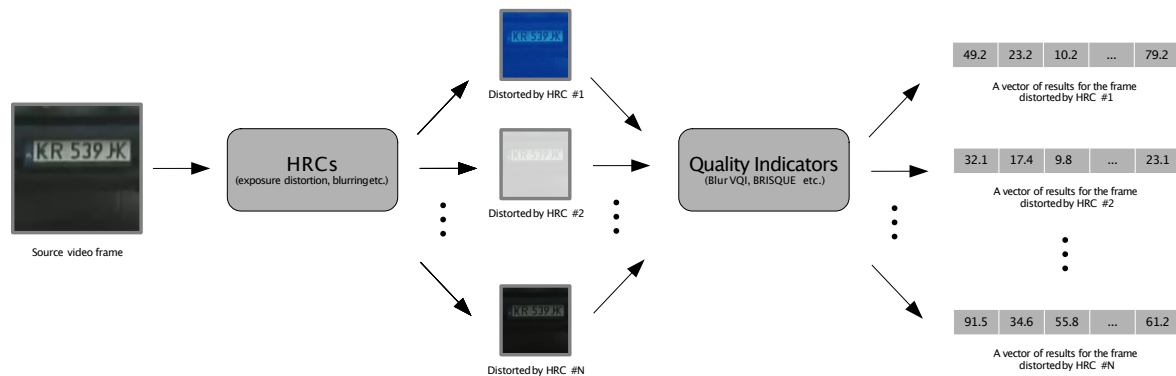 KR 539 JK
Source video frame
HRCs
(exposure distortion, blurring etc.)
KR 539 JK
Distorted by HRC #1
KR 539 JK
Distorted by HRC #2
KR 539 JK
Distorted by HRC #N
Quality Indicators
(Blur VQI, BRISQUE etc.)
49.2 23.2 10.2 ... 79.2
A vector of results for the frame
distorted by HRC #1
32.1 17.4 9.8 ... 23.1
A vector of results for the frame
distorted by HRC #2
91.5 34.6 55.8 ... 61.2
A vector of results for the frame
distorted by HRC #N